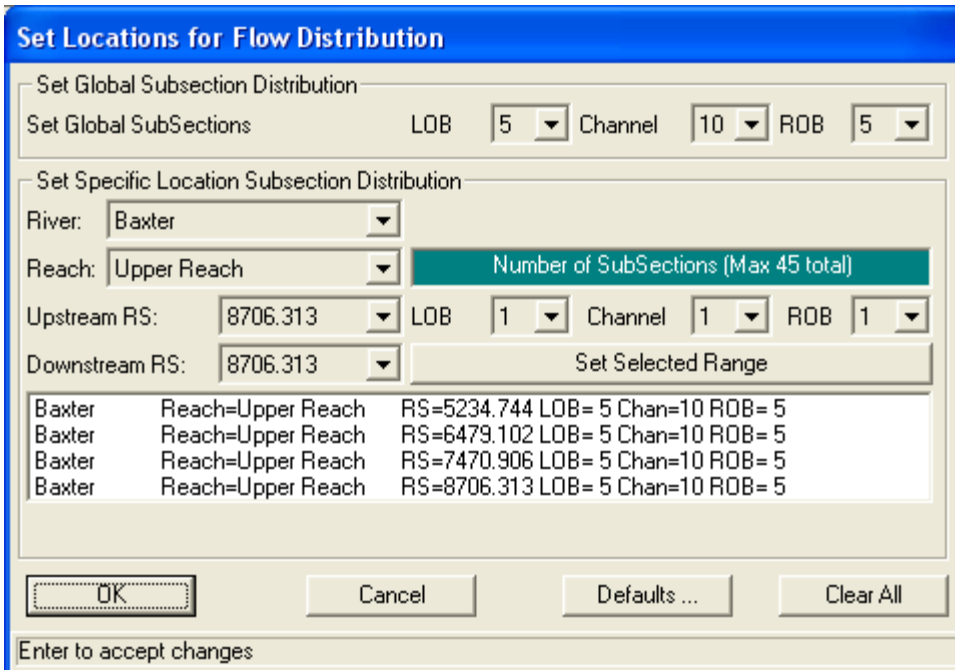 Set Locations for Flow Distribution
Set Global Subsection Distribution
Set Global SubSections LOB 5 Channel 10 ROB 5
Set Specific Location Subsection Distribution
River: Baxter
Reach: Upper Reach Number of SubSections (Max 45 total)
Upstream RS: 8706.313 LOB 1 Channel 1 ROB 1
Downstream RS: 8706.313 Set Selected Range
Baxter Reach=Upper Reach RS=5234.744 LOB= 5 Chan=10 ROB= 5
Baxter Reach=Upper Reach RS=6479.102 LOB= 5 Chan=10 ROB= 5
Baxter Reach=Upper Reach RS=7470.906 LOB= 5 Chan=10 ROB= 5
Baxter Reach=Upper Reach RS=8706.313 LOB= 5 Chan=10 ROB= 5
OK Cancel Defaults ... Clear All
Enter to accept changes